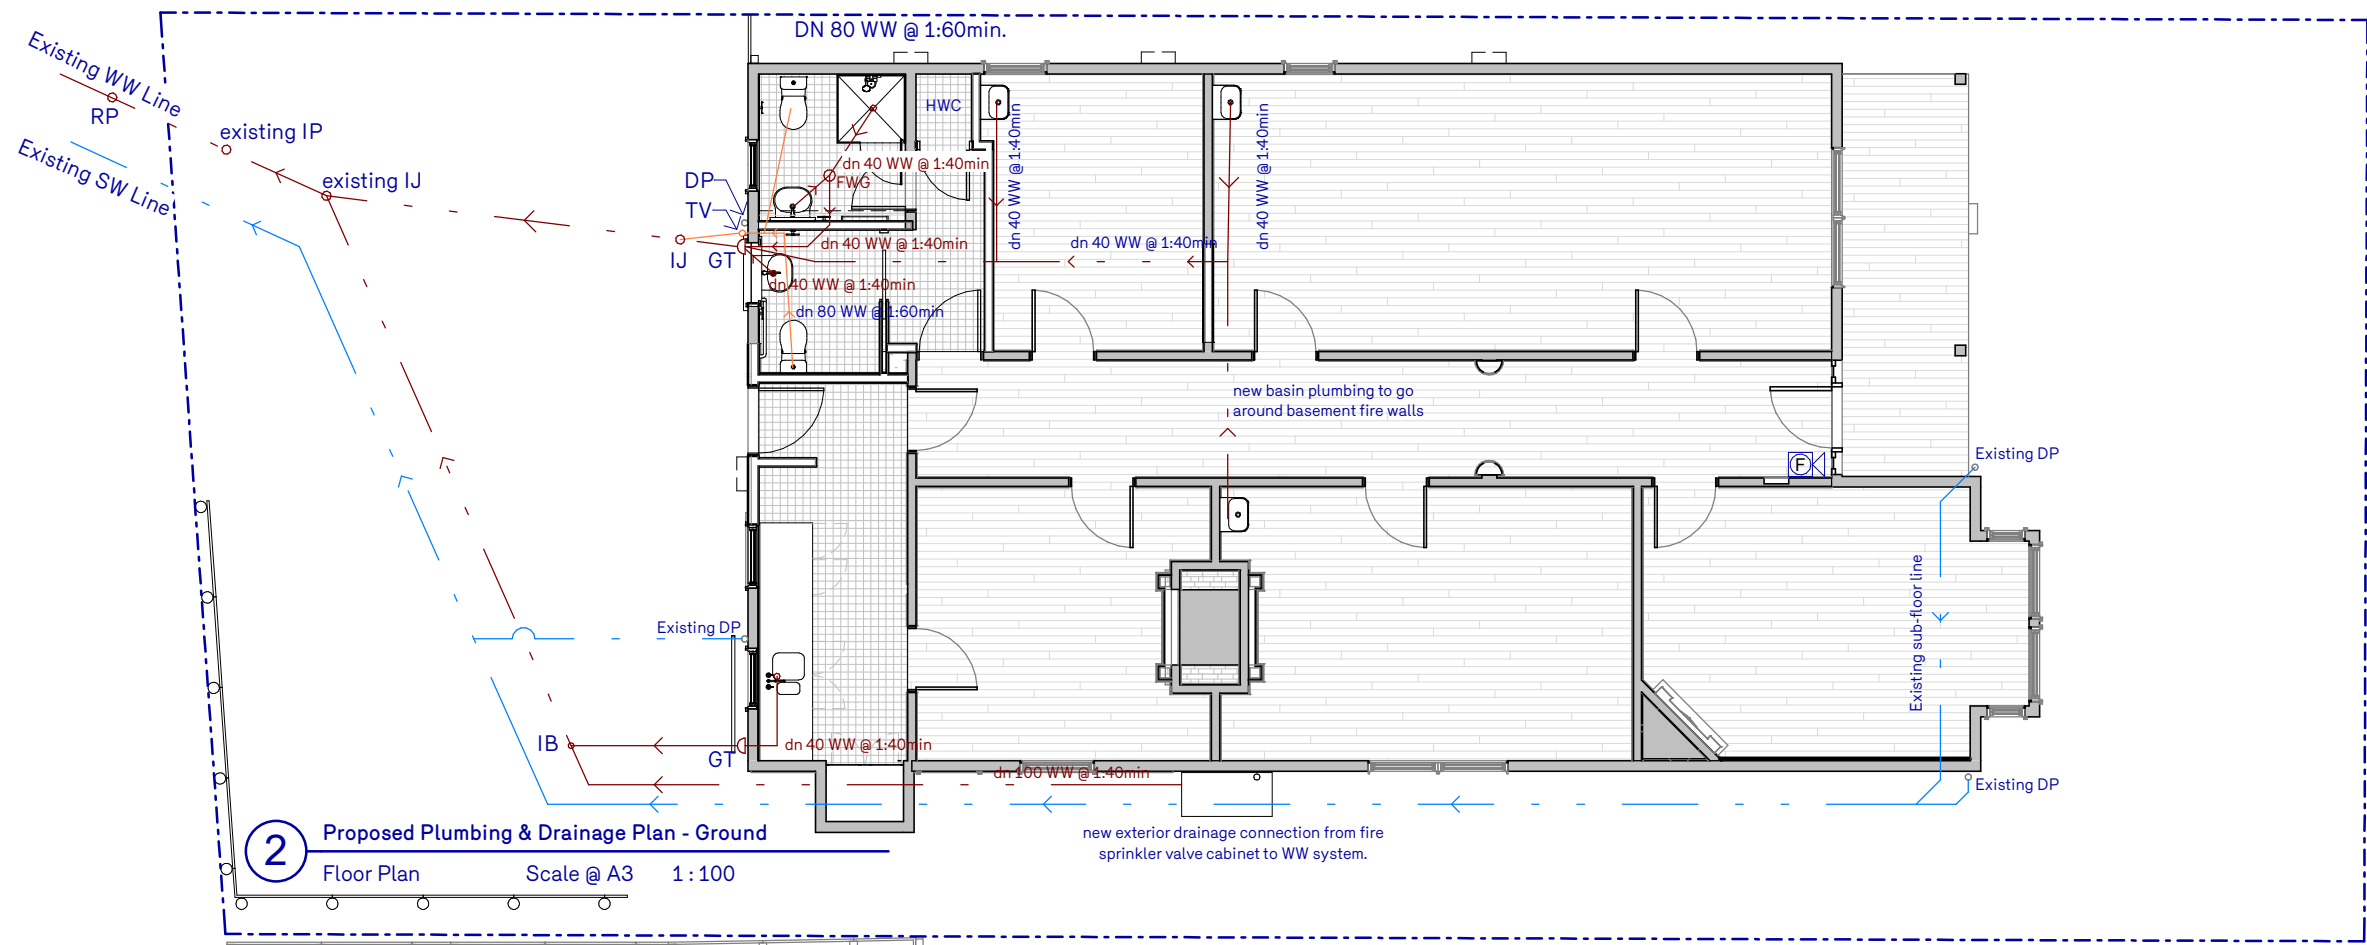 DN 80 WW @ 1:60min.
Existing WW Line
RP
existing IP
Existing SW Line
existing IJ
HWC
dn 40 WW @ 1:40min
FWG
dn 40 WW @ 1:40min
dn 40 WW @ 1:40min
DP
TV
IJ
GT
dn 40 WW @ 1:40min
dn 40 WW @ 1:40min
dn 40 WW @ 1:40min
dn 80 WW @ 1:60min
new basin plumbing to go
around basement fire walls
F
Existing DP
Existing sub-floor line
Existing DP
IB
GT
dn 40 WW @ 1:40min
dn 100 WW @ 1:40min
Existing DP
new exterior drainage connection from fire
sprinkler valve cabinet to WW system.
2
Proposed Plumbing & Drainage Plan - Ground
Floor Plan Scale @ A3 1 : 100